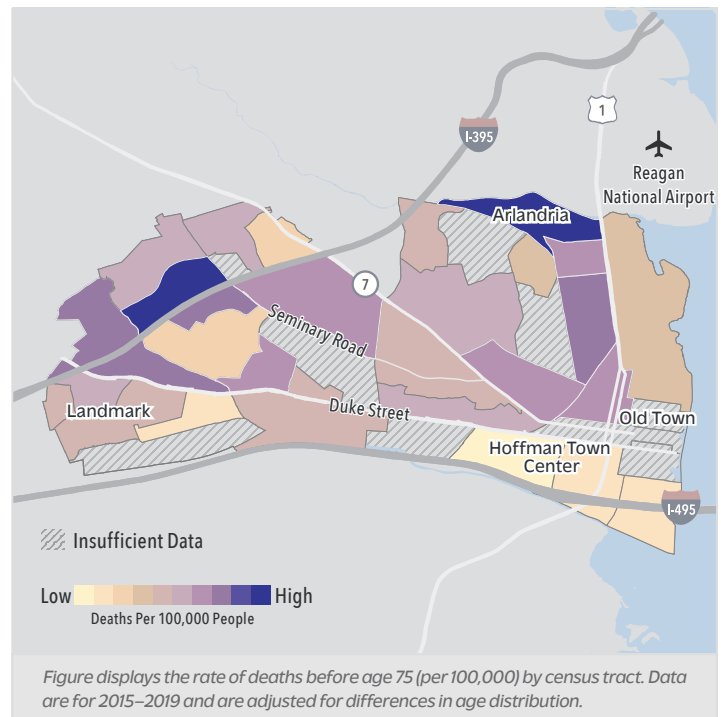 1
I-395
Reagan
National Airport
Arlandria
7
Seminary Road
Landmark
Duke Street
Old Town
Hoffman Town
Center
I-495
Insufficient Data
Low
High
Deaths Per 100,000 People
Figure displays the rate of deaths before age 75 (per 100,000) by census tract. Data
are for 2015–2019 and are adjusted for differences in age distribution.